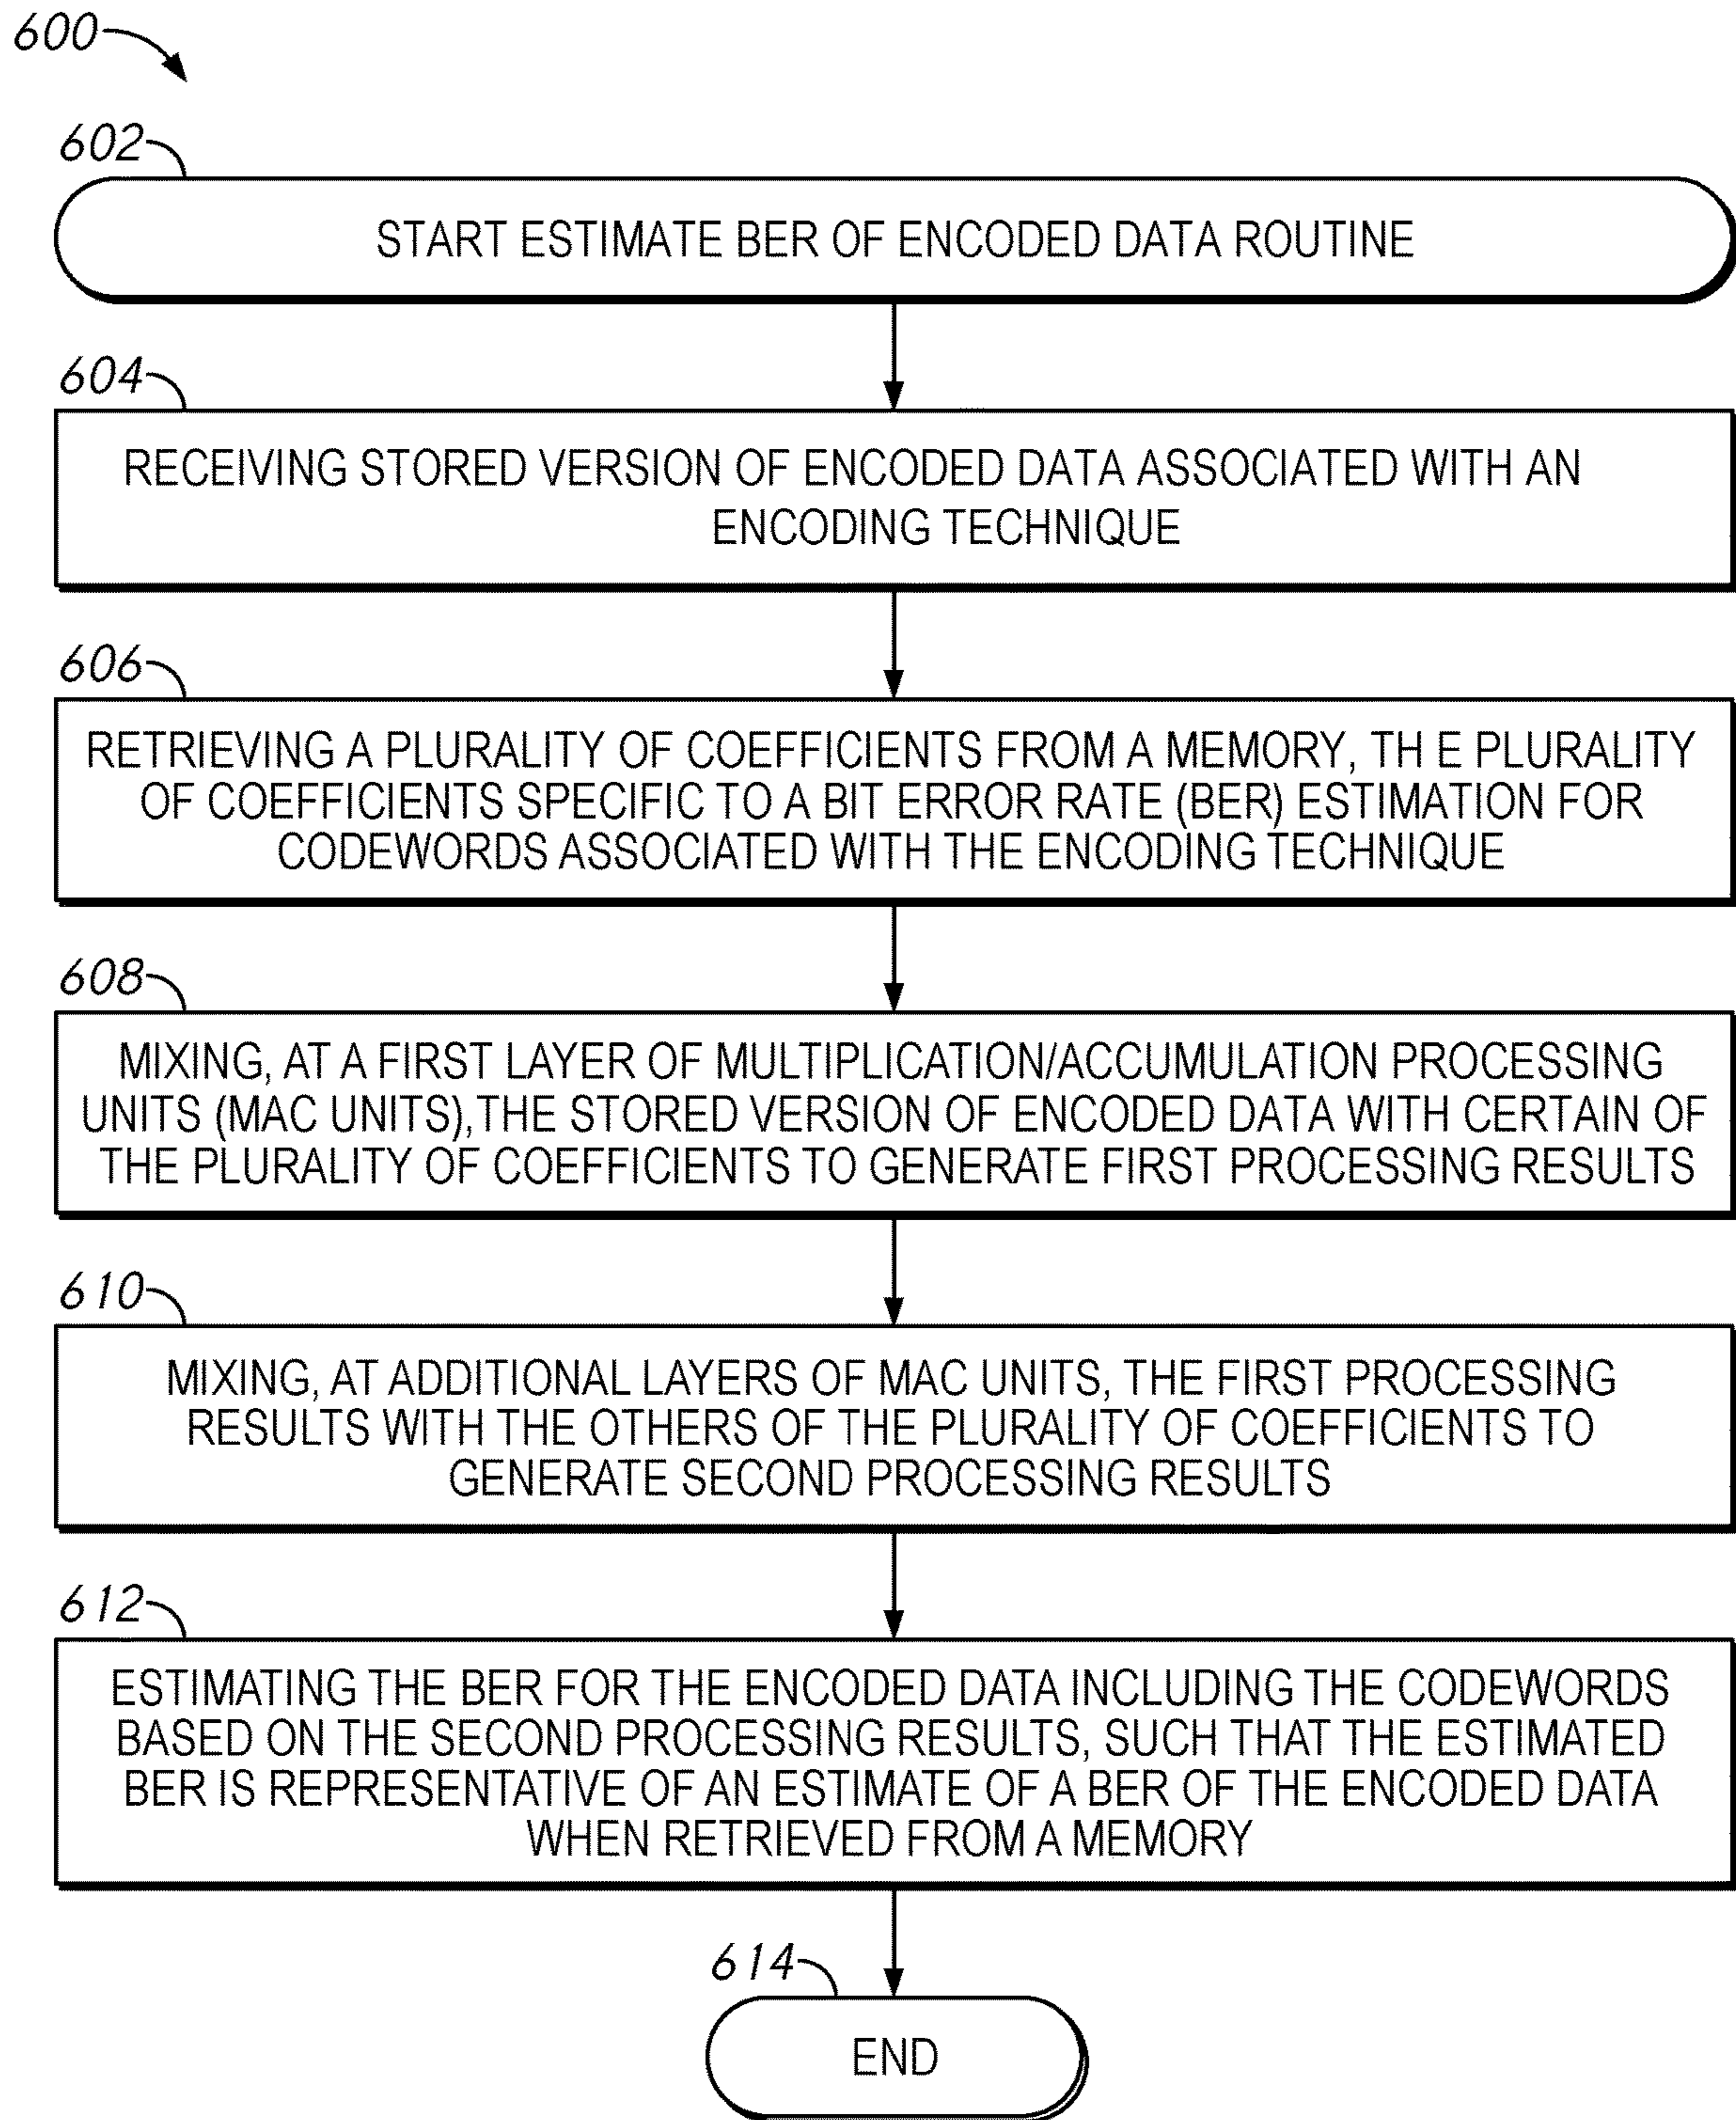 600
602
START ESTIMATE BER OF ENCODED DATA ROUTINE
604
RECEIVING STORED VERSION OF ENCODED DATA ASSOCIATED WITH AN
ENCODING TECHNIQUE
606
RETRIEVING A PLURALITY OF COEFFICIENTS FROM A MEMORY, TH E PLURALITY
OF COEFFICIENTS SPECIFIC TO A BIT ERROR RATE (BER) ESTIMATION FOR
CODEWORDS ASSOCIATED WITH THE ENCODING TECHNIQUE
608
MIXING, AT A FIRST LAYER OF MULTIPLICATION/ACCUMULATION PROCESSING
UNITS (MAC UNITS),THE STORED VERSION OF ENCODED DATA WITH CERTAIN OF
THE PLURALITY OF COEFFICIENTS TO GENERATE FIRST PROCESSING RESULTS
610
MIXING, AT ADDITIONAL LAYERS OF MAC UNITS, THE FIRST PROCESSING
RESULTS WITH THE OTHERS OF THE PLURALITY OF COEFFICIENTS TO
GENERATE SECOND PROCESSING RESULTS
612
ESTIMATING THE BER FOR THE ENCODED DATA INCLUDING THE CODEWORDS
BASED ON THE SECOND PROCESSING RESULTS, SUCH THAT THE ESTIMATED
BER IS REPRESENTATIVE OF AN ESTIMATE OF A BER OF THE ENCODED DATA
WHEN RETRIEVED FROM A MEMORY
614
END